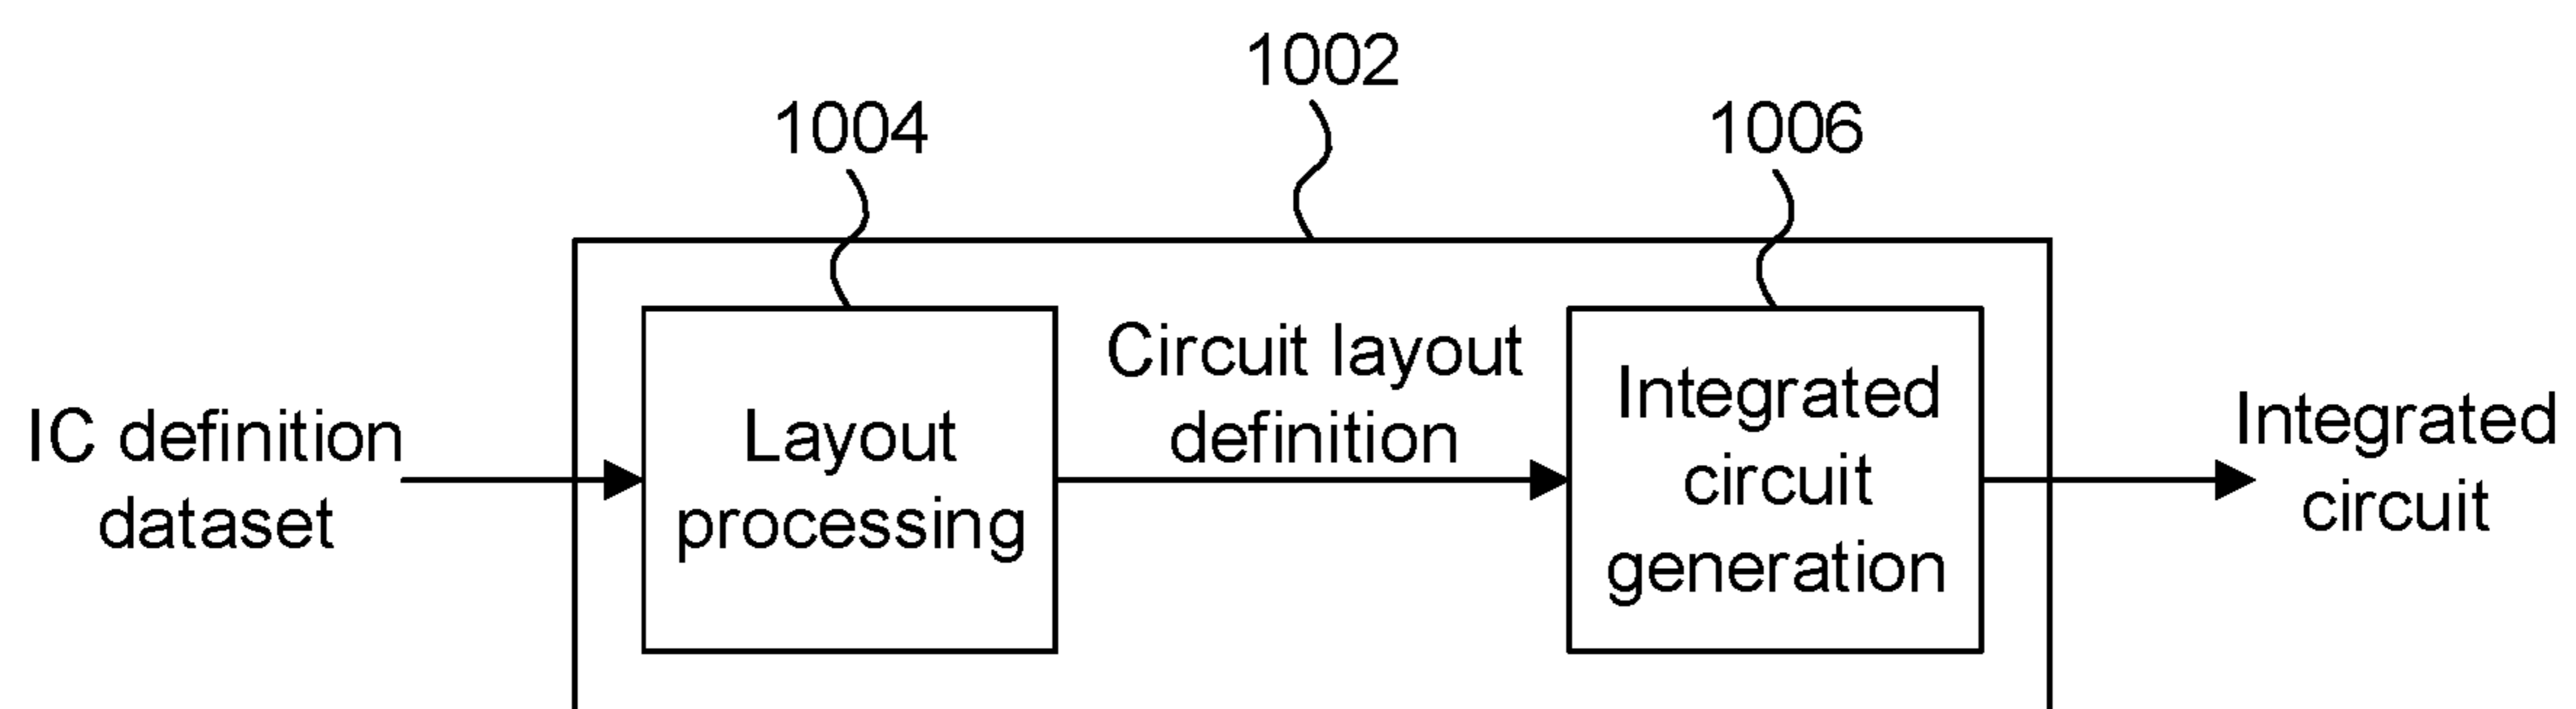 1002
1004
1006
IC definition
dataset
Layout
processing
Circuit layout
definition
Integrated
circuit
generation
Integrated
circuit